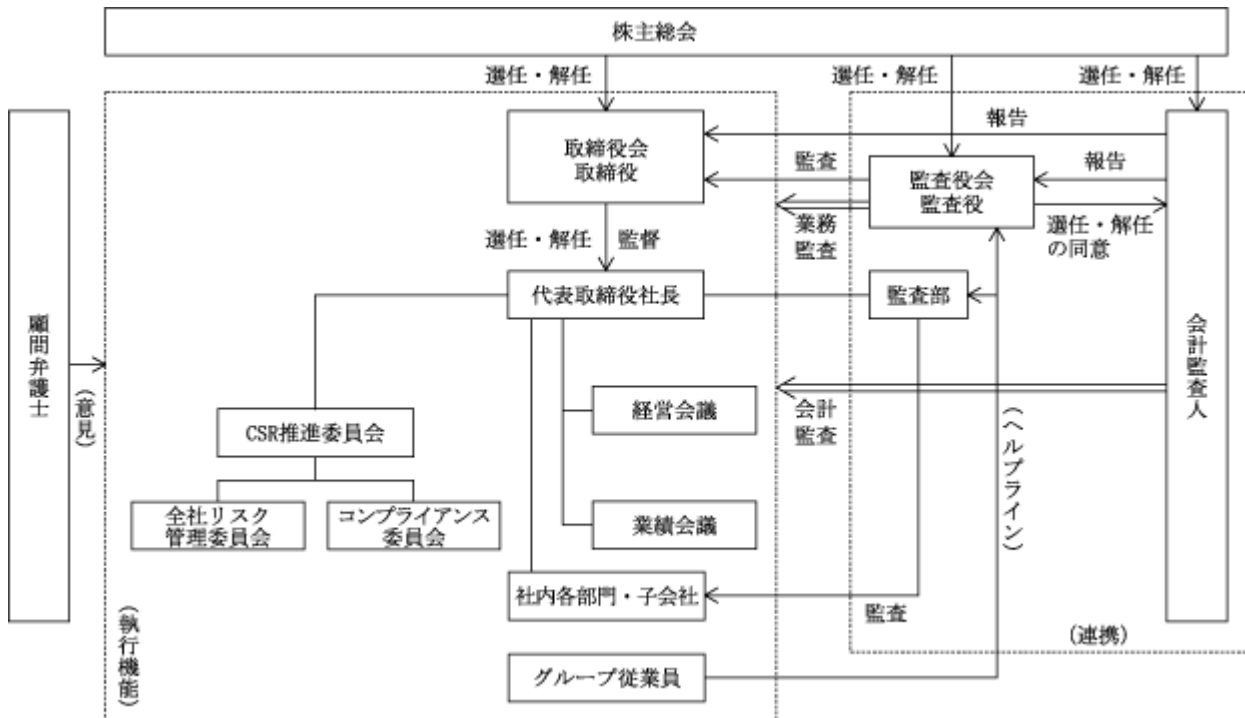 株主総会
選任・解任
選任・解任
選任・解任
取締役会
取締役
報告
監査
報告
監査役会
監査役
業務
監査
選任・解任
の同意
選任・解任
監督
代表取締役社長
監査部
顧問弁護士
(意見)
会計監査人
経営会議
会計
監査
CSR推進委員会
(ヘルプライン)
全社リスク
管理委員会
コンプライアンス
委員会
業績会議
社内各部門・子会社
監査
(連携)
(執行機能)
グループ従業員